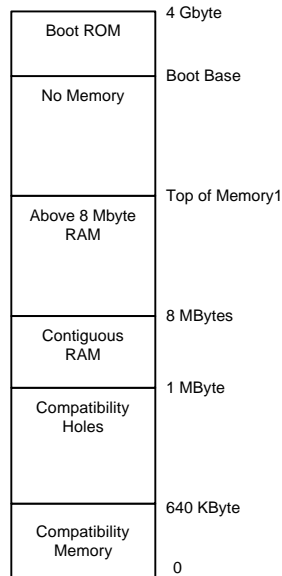 4 Gbyte
Boot ROM
Boot Base
No Memory
Top of Memory1
Above 8 Mbyte
RAM
8 MBytes
Contiguous
RAM
1 MByte
Compatibility
Holes
640 KByte
Compatibility
Memory
0